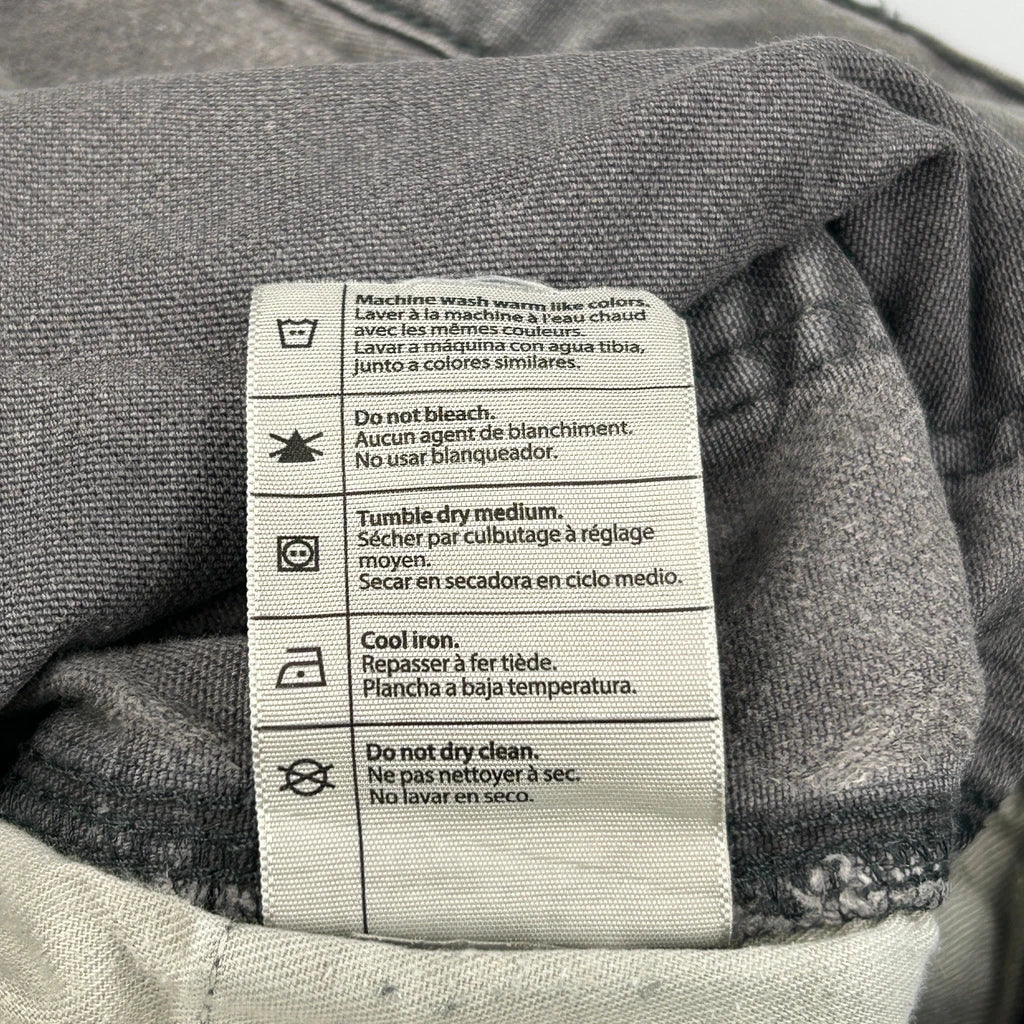 Machine wash warm like colors.
Laver à la machine à l'eau chaud
avec les mêmes couleurs.
Lavar a máquina con agua tibia,
junto a colores similares.
Do not bleach.
Aucun agent de blanchiment.
No usar blanqueador.
Tumble dry medium.
Sécher par culbutage à réglage
moyen.
Secar en secadora en ciclo medio.
Cool iron.
Repasser à fer tiède.
Plancha a baja temperatura.
Do not dry clean.
Ne pas nettoyer à sec.
No lavar en seco.